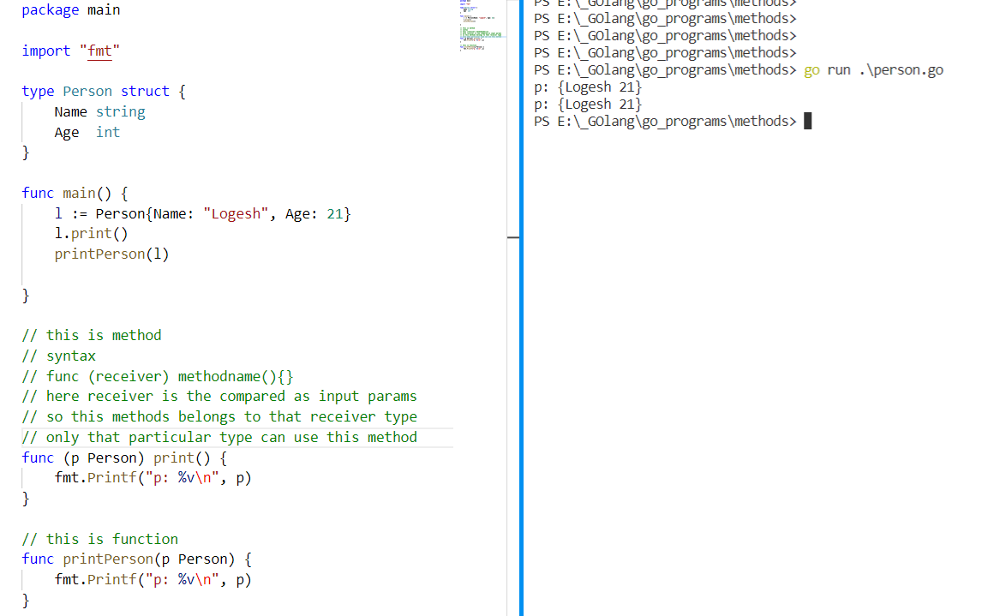 package main
import "fmt"
type Person struct {
    Name string
    Age  int
}
func main() {
    l := Person{Name: "Logesh", Age: 21}
    l.print()
    printPerson(l)
}
// this is method
// syntax
// func (receiver) methodname(){}
// here receiver is the compared as input params
// so this methods belongs to that receiver type
// only that particular type can use this method
func (p Person) print() {
    fmt.Printf("p: %v\n", p)
}
// this is function
func printPerson(p Person) {
    fmt.Printf("p: %v\n", p)
}
PS E:\_GOlang\go_programs\methods>
PS E:\_GOlang\go_programs\methods>
PS E:\_GOlang\go_programs\methods>
PS E:\_GOlang\go_programs\methods>
PS E:\_GOlang\go_programs\methods> go run .\person.go
p: {Logesh 21}
p: {Logesh 21}
PS E:\_GOlang\go_programs\methods>